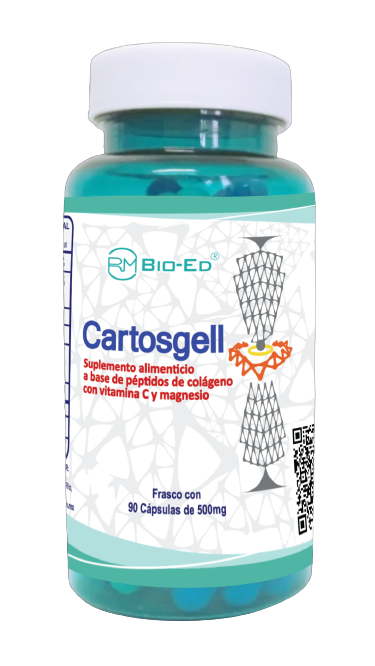 RM BIO-ED®
Cartosgell
Suplemento alimenticio
a base de péptidos de colágeno
con vitamina C y magnesio
Frasco con
90 Cápsulas de 500mg